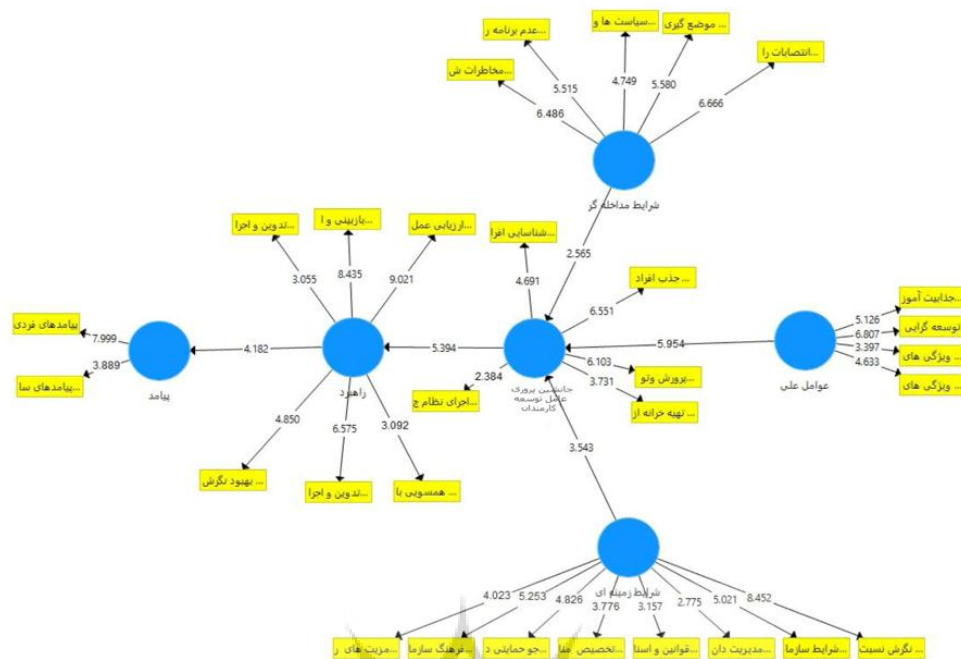 عدم برنامه ر...
سیاست ها و...
موضع گیری ...
انتصابات را...
مخاطرات ش...
5.515
4.749
5.580
6.666
6.486
شرایط مداخله گر
2.565
تدوین و اجرا...
بازبینی و ا...
ارزیابی عمل...
شناسایی افرا...
3.055
8.435
9.021
4.691
جذب افراد ...
6.551
جذابیت آموز...
5.126
توسعه گرایی
6.807
ویژگی های ...
3.397
ویژگی های ...
4.633
عوامل علی
5.954
پرورش وتو...
6.103
تهیه خزانه از ...
3.731
اجرای نظام ج...
2.384
جانشین پروری
عامل توسعه
کارمندان
5.394
راهبرد
4.182
پیامد
پیامدهای فردی
7.999
پیامدهای سا...
3.889
4.850
6.575
3.092
بهبود نگرش ...
تدوین و اجرا...
همسویی با ...
3.543
شرایط زمینه ای
4.023
5.253
4.826
3.776
3.157
2.775
5.021
8.452
مزیت های ر...
فرهنگ سازما...
جو حمایتی د...
تخصیص منا...
قوانین و اسنا...
مدیریت دان...
شرایط سازما...
نگرش نسبت ...